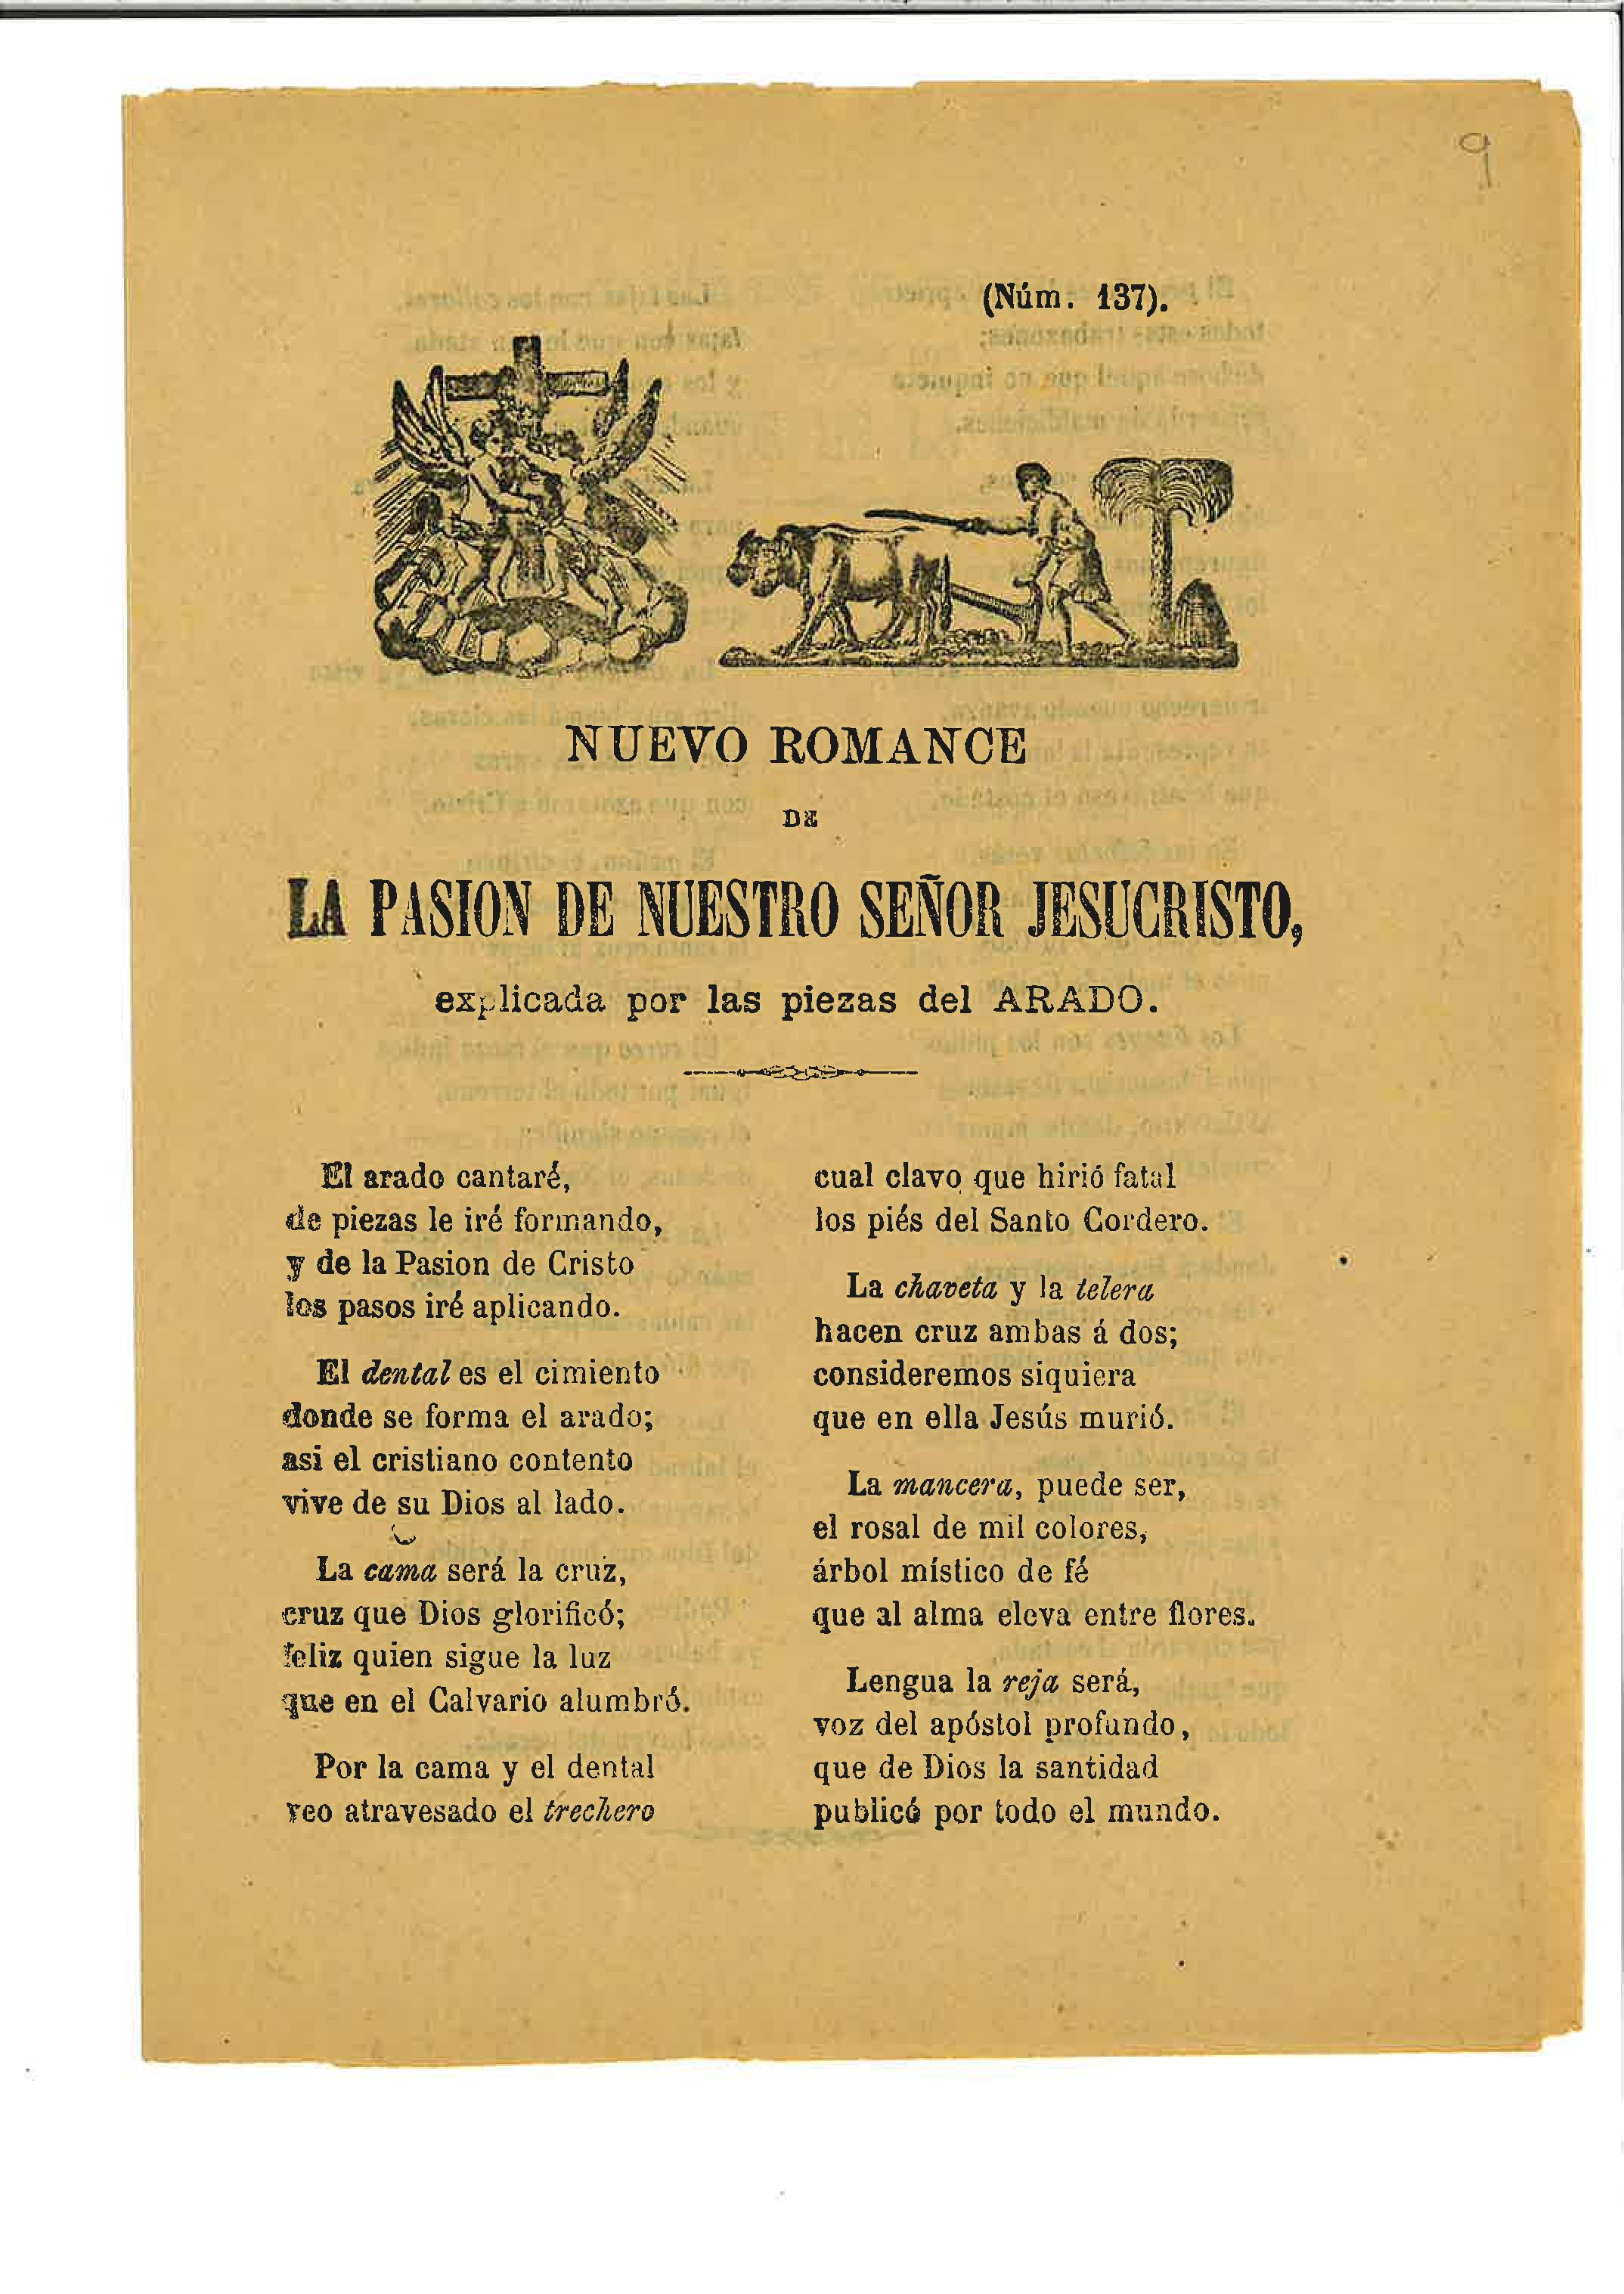 9
(Núm. 137).
NUEVO ROMANCE
DE
LA PASION DE NUESTRO SEÑOR JESUCRISTO,
explicada por las piezas del ARADO.
El arado cantaré,
de piezas le iré formando,
y de la Pasion de Cristo
los pasos iré aplicando.
El dental es el cimiento
donde se forma el arado;
asi el cristiano contento
vive de su Dios al lado.
La cama será la cruz,
cruz que Dios glorificó;
feliz quien sigue la luz
que en el Calvario alumbró.
Por la cama y el dental
veo atravesado el trechero
cual clavo que hirió fatal
los piés del Santo Cordero.
La chaveta y la telera
hacen cruz ambas á dos;
consideremos siquiera
que en ella Jesús murió.
La mancera, puede ser,
el rosal de mil colores,
árbol místico de fé
que al alma eleva entre flores.
Lengua la reja será,
voz del apóstol profundo,
que de Dios la santidad
publicó por todo el mundo.